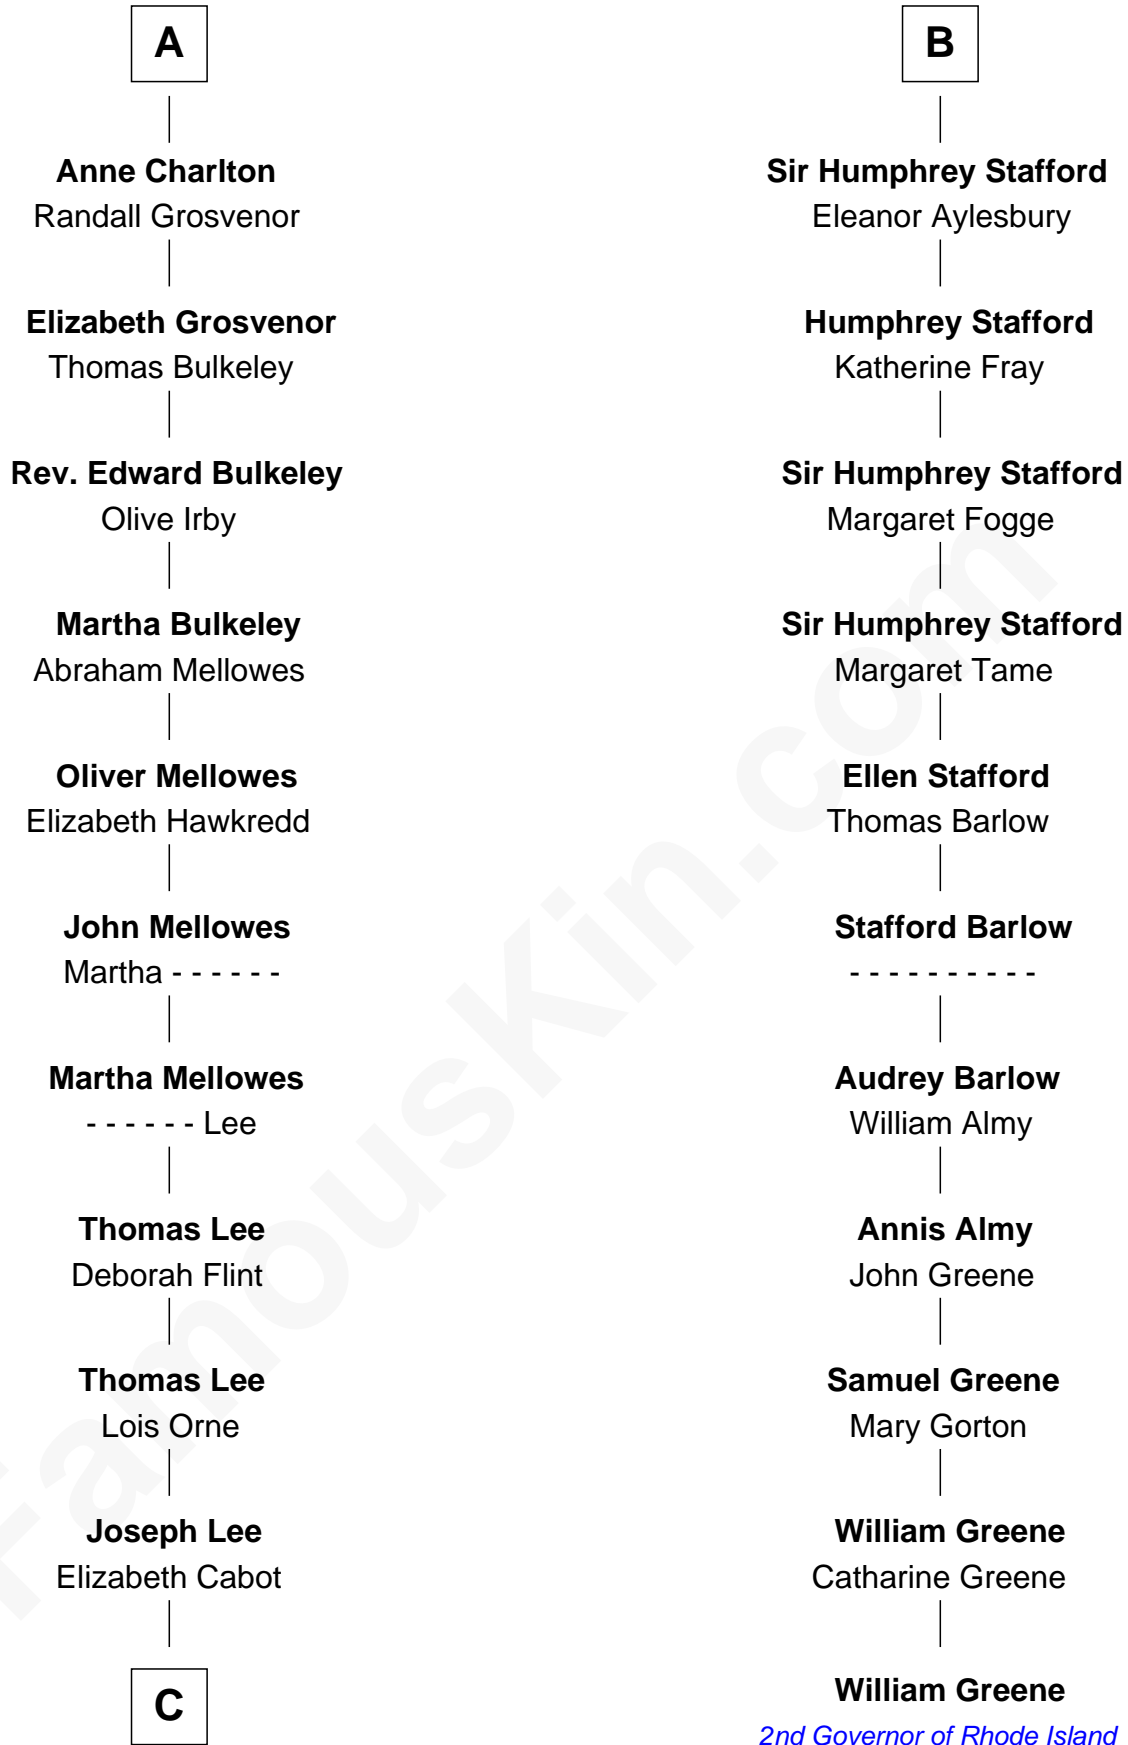 A
Anne Charlton
Randall Grosvenor
Elizabeth Grosvenor
Thomas Bulkeley
Rev. Edward Bulkeley
Olive Irby
Martha Bulkeley
Abraham Mellowes
Oliver Mellowes
Elizabeth Hawkredd
John Mellowes
Martha - - - - - -
Martha Mellowes
- - - - - - Lee
Thomas Lee
Deborah Flint
Thomas Lee
Lois Orne
Joseph Lee
Elizabeth Cabot
C
B
Sir Humphrey Stafford
Eleanor Aylesbury
Humphrey Stafford
Katherine Fray
Sir Humphrey Stafford
Margaret Fogge
Sir Humphrey Stafford
Margaret Tame
Ellen Stafford
Thomas Barlow
Stafford Barlow
- - - - - - - - - -
Audrey Barlow
William Almy
Annis Almy
John Greene
Samuel Greene
Mary Gorton
William Greene
Catharine Greene
William Greene
2nd Governor of Rhode Island
FamousKin.com